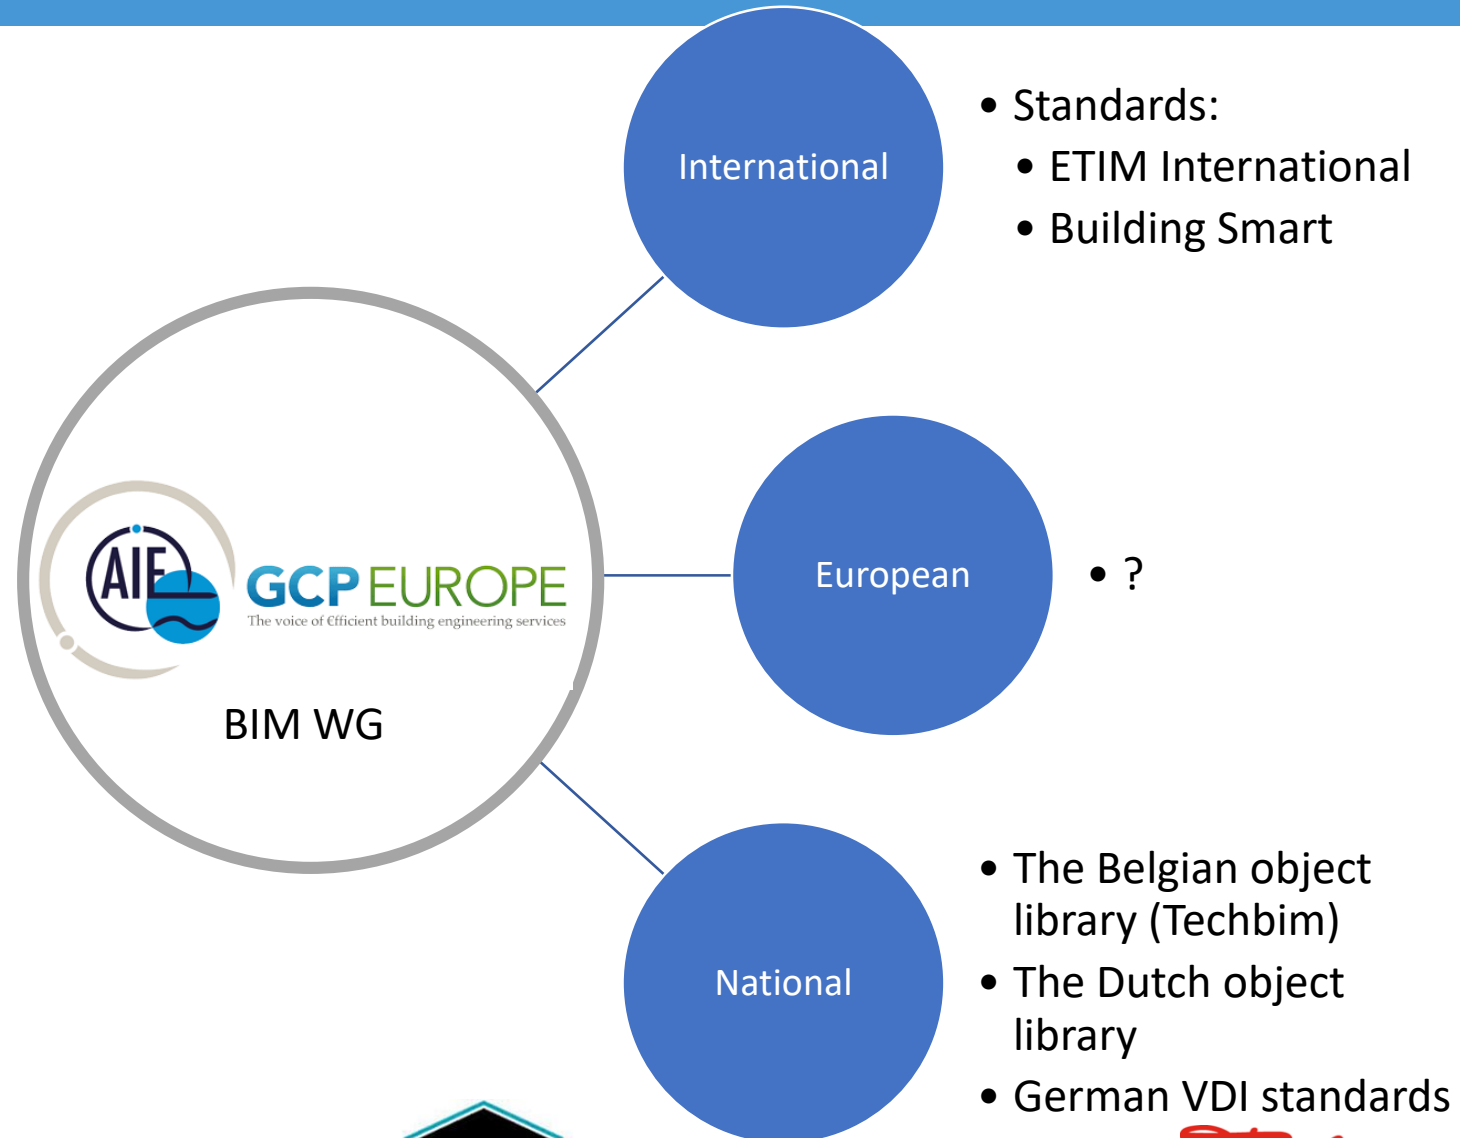 International
• Standards:
• ETIM International
• Building Smart
AIE
GCP EUROPE
The voice of €fficient building engineering services
BIM WG
European
• ?
National
• The Belgian object
library (Techbim)
• The Dutch object
library
• German VDI standards